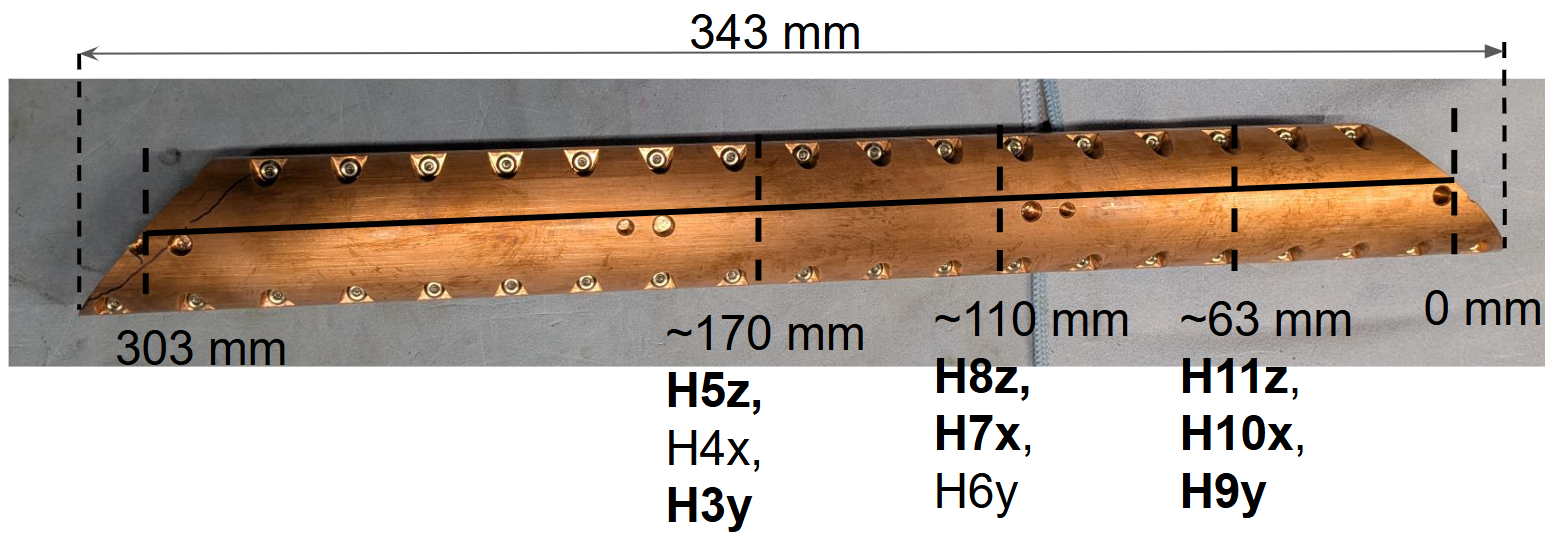 343 mm
303 mm
~170 mm
H5z,
H4x,
H3y
~110 mm
H8z,
H7x,
H6y
~63 mm
H11z,
H10x,
H9y
0 mm